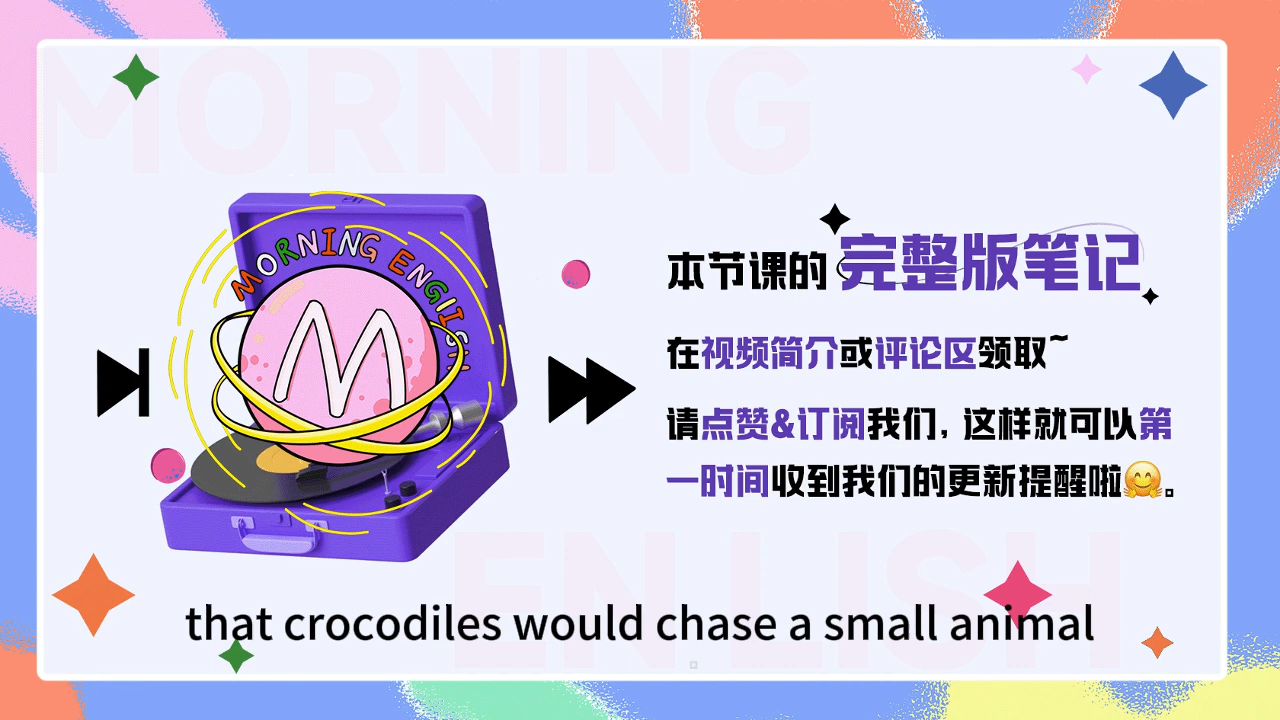 MORNING
MORNING ENGlISH
M
本节课的 完整版笔记
在视频简介或评论区领取~
请点赞&订阅我们, 这样就可以第
一时间收到我们的更新提醒啦🤗。
EN LISH
that crocodiles would chase a small animal